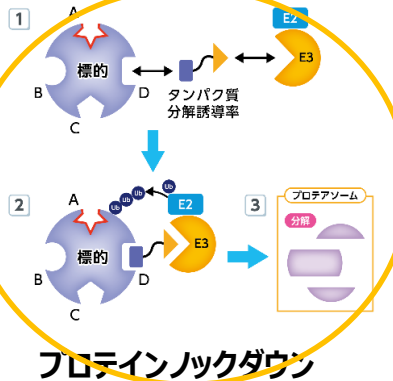 1
A
E2
標的
E3
B
D
C
タンパク質
分解誘導率
2
A
Ub Ub Ub Ub
E2
標的
E3
B
D
C
3
プロテアソーム
分解
プロテインノックダウン